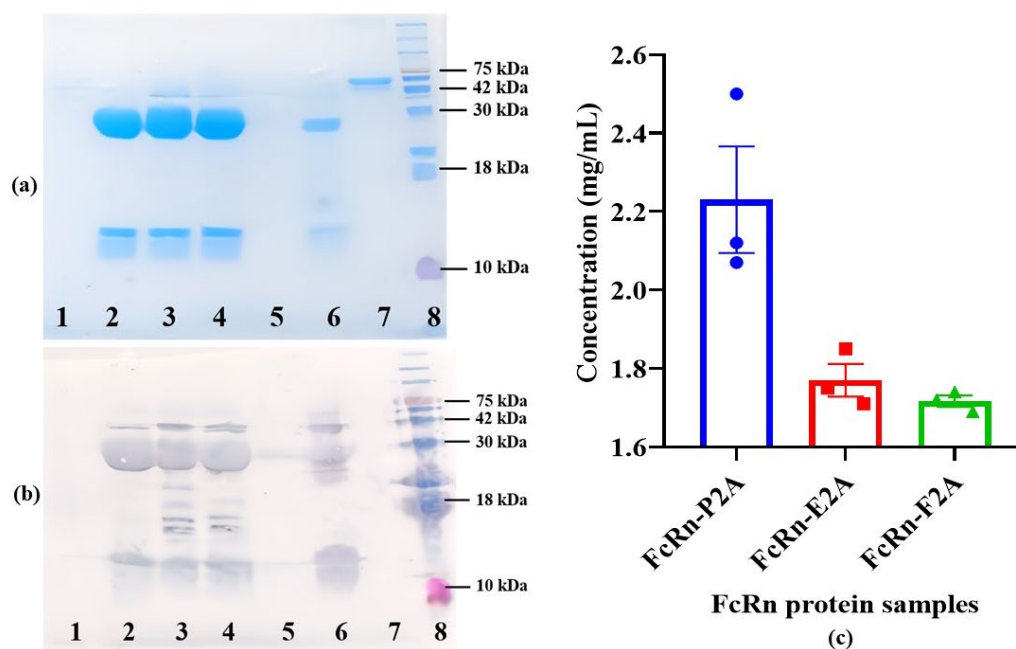 (a)
75 kDa
42 kDa
30 kDa
18 kDa
10 kDa
1 2 3 4 5 6 7 8
(b)
75 kDa
42 kDa
30 kDa
18 kDa
10 kDa
1 2 3 4 5 6 7 8
Concentration (mg/mL)
2.6
2.4
2.2
2.0
1.8
1.6
FcRn-P2A
FcRn-E2A
FcRn-F2A
FcRn protein samples
(c)